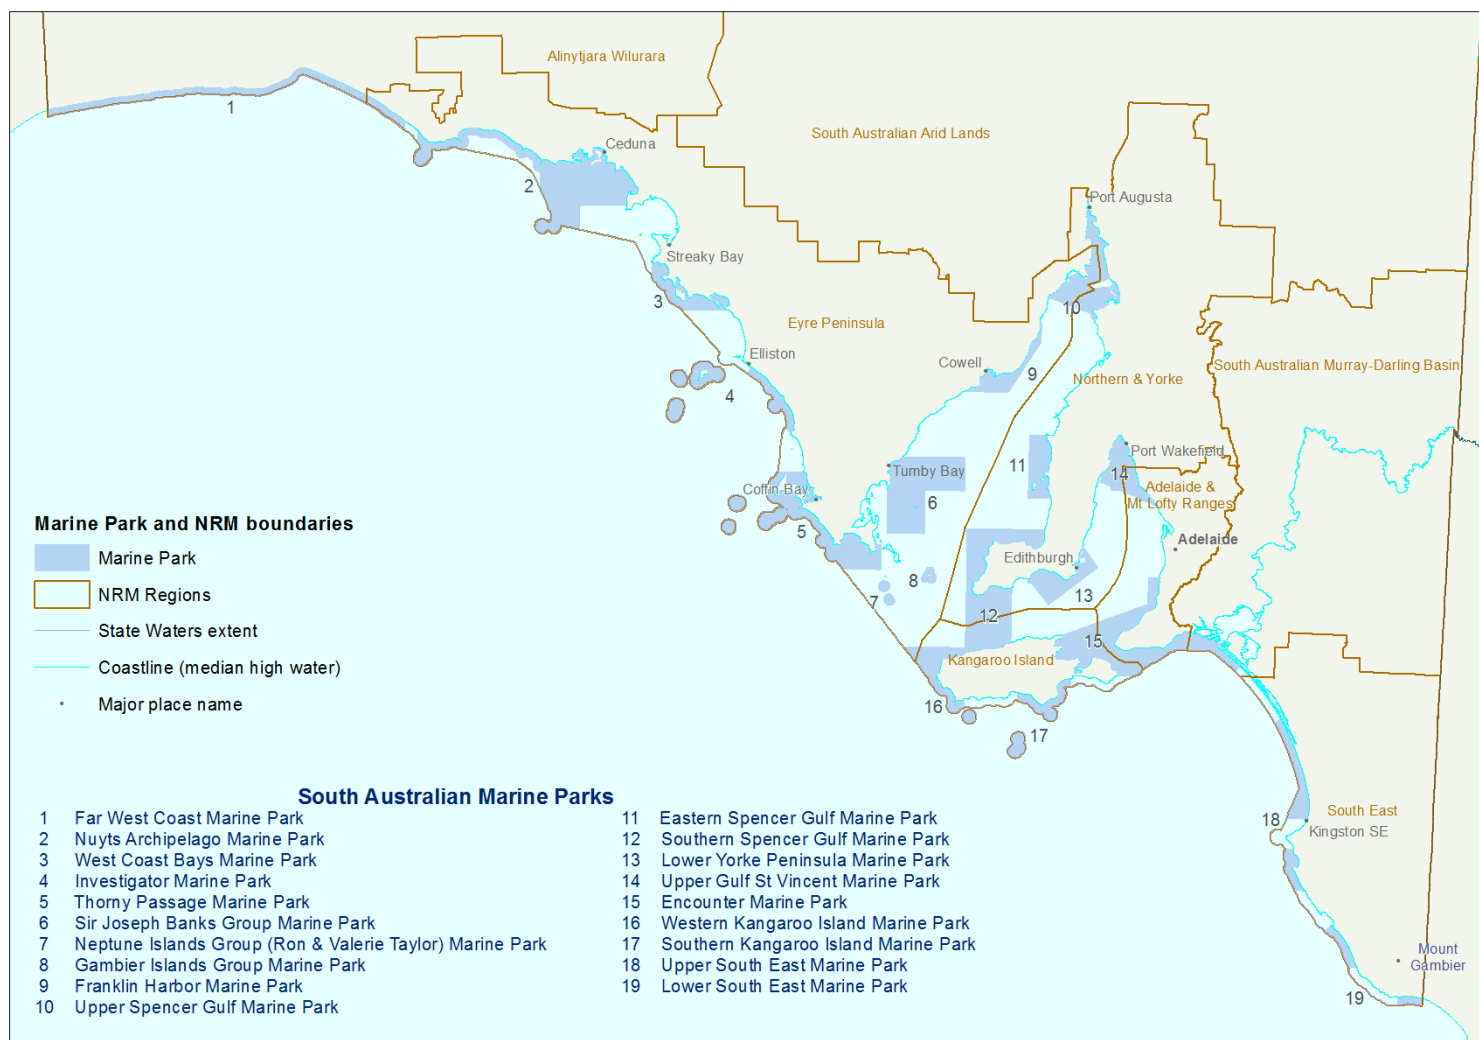 Alinytjara Wilurara
1
South Australian Arid Lands
Ceduna
2
Port Augusta
Streaky Bay
3
10
Eyre Peninsula
Elliston
Cowell
9
Northern & Yorke
South Australian Murray-Darling Basin
4
Port Wakefield
Tumby Bay
11
14
Adelaide &
Mt Lofty Ranges
Coffin Bay
6
5
Adelaide
Edithburgh
8
7
13
12
15
Kangaroo Island
16
17
18
South East
Kingston SE
Mount
Gambier
19
Marine Park and NRM boundaries
Marine Park
NRM Regions
State Waters extent
Coastline (median high water)
Major place name
South Australian Marine Parks
1 Far West Coast Marine Park
2 Nuyts Archipelago Marine Park
3 West Coast Bays Marine Park
4 Investigator Marine Park
5 Thorny Passage Marine Park
6 Sir Joseph Banks Group Marine Park
7 Neptune Islands Group (Ron & Valerie Taylor) Marine Park
8 Gambier Islands Group Marine Park
9 Franklin Harbor Marine Park
10 Upper Spencer Gulf Marine Park
11 Eastern Spencer Gulf Marine Park
12 Southern Spencer Gulf Marine Park
13 Lower Yorke Peninsula Marine Park
14 Upper Gulf St Vincent Marine Park
15 Encounter Marine Park
16 Western Kangaroo Island Marine Park
17 Southern Kangaroo Island Marine Park
18 Upper South East Marine Park
19 Lower South East Marine Park